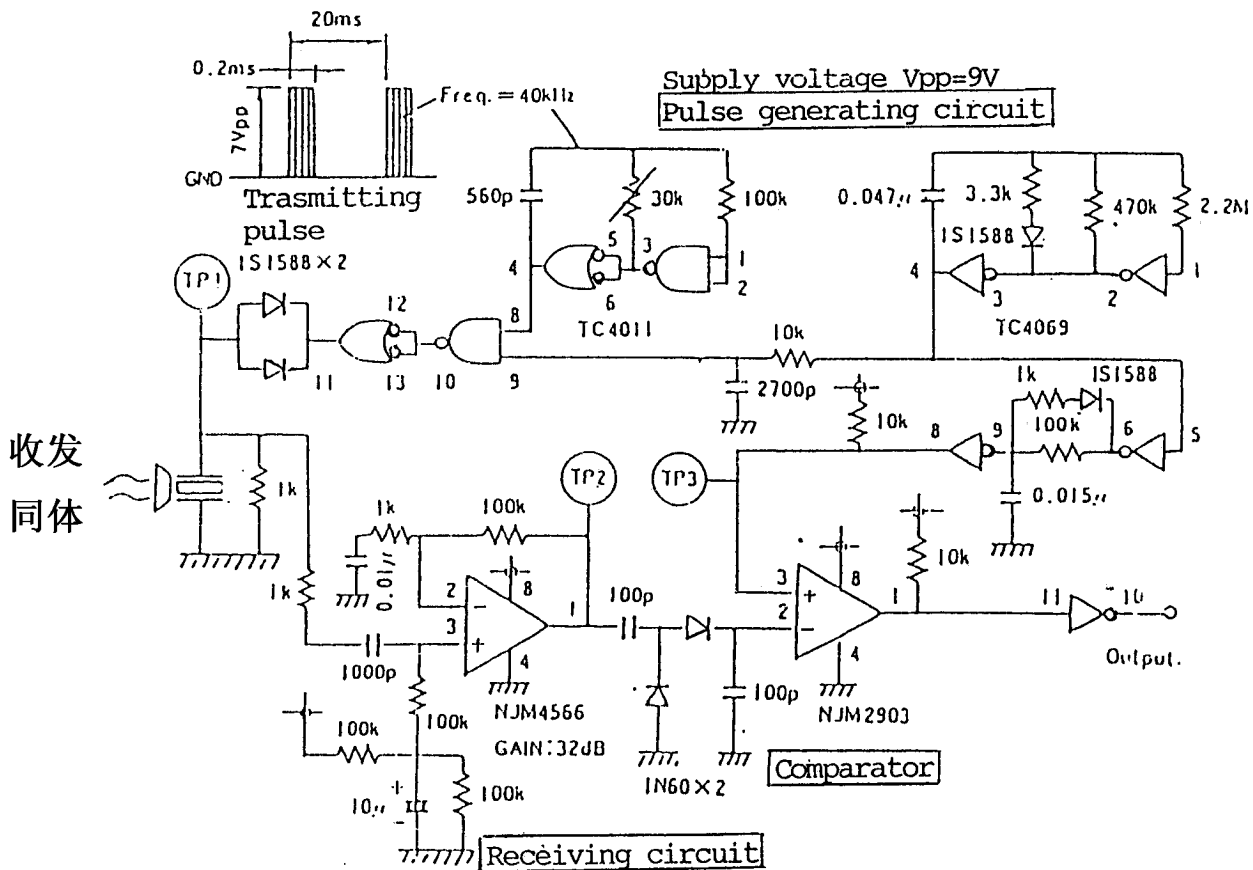 20ms
0.2ms
7Vpp
GND
Freq.=40kHz
Trasmitting
pulse
Supply voltage Vpp=9V
Pulse generating circuit
560p
30k
100k
0.047μ
3.3k
470k
1S1588
1S1588×2
TP1
4
5
3
1
6
2
TC4011
4
3
2
1
TC4069
12
8
11
13
10
9
10k
2700p
10k
1k
1S1588
100k
8
9
6
5
0.015μ
收发
同体
1k
1k
1k
100k
TP2
TP3
0.01μ
2
8
3
1
4
1000p
100p
100p
3
8
2
1
4
10k
11
10
Output.
NJM4566
GAIN:32dB
NJM2903
100k
100k
100k
10μ
+
-
1N60×2
Comparator
Receiving circuit